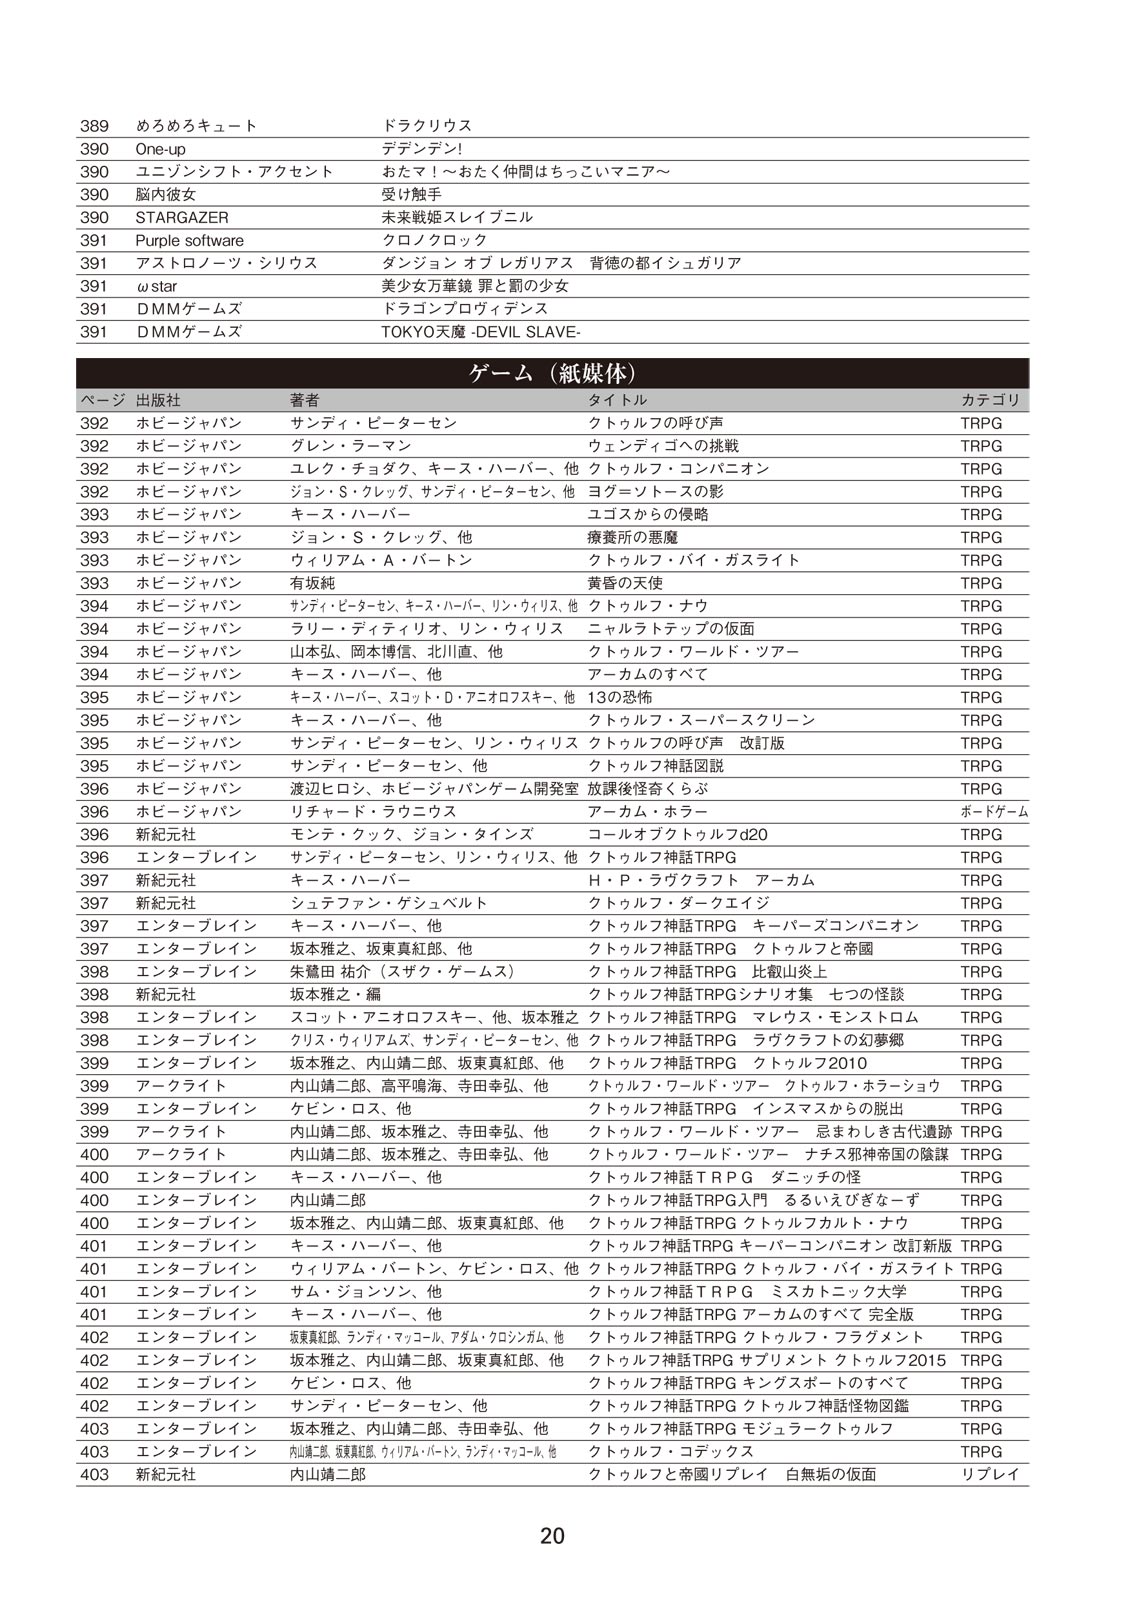 389 めろめろキュート ドラクリウス
390 One-up デデンデン!
390 ユニゾンシフト・アクセント おたマ！～おたく仲間はちっこいマニア～
390 脳内彼女 受け触手
390 STARGAZER 未来戦姫スレイブニル
391 Purple software クロノクロック
391 アストロノーツ・シリウス ダンジョン オブ レガリアス　背徳の都イシュガリア
391 ωstar 美少女万華鏡 罪と罰の少女
391 ＤＭＭゲームズ ドラゴンプロヴィデンス
391 ＤＭＭゲームズ TOKYO天魔 -DEVIL SLAVE-
ゲーム（紙媒体）
ページ 出版社 著者 タイトル カテゴリ
392 ホビージャパン サンディ・ピーターセン クトゥルフの呼び声 TRPG
392 ホビージャパン グレン・ラーマン ウェンディゴへの挑戦 TRPG
392 ホビージャパン ユレク・チョダク、キース・ハーバー、他 クトゥルフ・コンパニオン TRPG
392 ホビージャパン ジョン・S・クレッグ、サンディ・ピーターセン、他 ヨグ＝ソトースの影 TRPG
393 ホビージャパン キース・ハーバー ユゴスからの侵略 TRPG
393 ホビージャパン ジョン・Ｓ・クレッグ、他 療養所の悪魔 TRPG
393 ホビージャパン ウィリアム・Ａ・バートン クトゥルフ・バイ・ガスライト TRPG
393 ホビージャパン 有坂純 黄昏の天使 TRPG
394 ホビージャパン サンディ・ピーターセン、キース・ハーバー、リン・ウィリス、他 クトゥルフ・ナウ TRPG
394 ホビージャパン ラリー・ディティリオ、リン・ウィリス ニャルラトテップの仮面 TRPG
394 ホビージャパン 山本弘、岡本博信、北川直、他 クトゥルフ・ワールド・ツアー TRPG
394 ホビージャパン キース・ハーバー、他 アーカムのすべて TRPG
395 ホビージャパン キース・ハーバー、スコット・D・アニオロフスキー、他 13の恐怖 TRPG
395 ホビージャパン キース・ハーバー、他 クトゥルフ・スーパースクリーン TRPG
395 ホビージャパン サンディ・ピーターセン、リン・ウィリス クトゥルフの呼び声　改訂版 TRPG
395 ホビージャパン サンディ・ピーターセン、他 クトゥルフ神話図説 TRPG
396 ホビージャパン 渡辺ヒロシ、ホビージャパンゲーム開発室 放課後怪奇くらぶ TRPG
396 ホビージャパン リチャード・ラウニウス アーカム・ホラー ボードゲーム
396 新紀元社 モンテ・クック、ジョン・タインズ コールオブクトゥルフd20 TRPG
396 エンターブレイン サンディ・ピーターセン、リン・ウィリス、他 クトゥルフ神話TRPG TRPG
397 新紀元社 キース・ハーバー Ｈ・Ｐ・ラヴクラフト　アーカム TRPG
397 新紀元社 シュテファン・ゲシュベルト クトゥルフ・ダークエイジ TRPG
397 エンターブレイン キース・ハーバー、他 クトゥルフ神話TRPG　キーパーズコンパニオン TRPG
397 エンターブレイン 坂本雅之、坂東真紅郎、他 クトゥルフ神話TRPG　クトゥルフと帝國 TRPG
398 エンターブレイン 朱鷺田 祐介（スザク・ゲームス） クトゥルフ神話TRPG　比叡山炎上 TRPG
398 新紀元社 坂本雅之・編 クトゥルフ神話TRPGシナリオ集　七つの怪談 TRPG
398 エンターブレイン スコット・アニオロフスキー、他、坂本雅之 クトゥルフ神話TRPG　マレウス・モンストロム TRPG
398 エンターブレイン クリス・ウィリアムズ、サンディ・ピーターセン、他 クトゥルフ神話TRPG　ラヴクラフトの幻夢郷 TRPG
399 エンターブレイン 坂本雅之、内山靖二郎、坂東真紅郎、他 クトゥルフ神話TRPG　クトゥルフ2010 TRPG
399 アークライト 内山靖二郎、高平鳴海、寺田幸弘、他 クトゥルフ・ワールド・ツアー　クトゥルフ・ホラーショウ TRPG
399 エンターブレイン ケビン・ロス、他 クトゥルフ神話TRPG　インスマスからの脱出 TRPG
399 アークライト 内山靖二郎、坂本雅之、寺田幸弘、他 クトゥルフ・ワールド・ツアー　忌まわしき古代遺跡 TRPG
400 アークライト 内山靖二郎、坂本雅之、寺田幸弘、他 クトゥルフ・ワールド・ツアー　ナチス邪神帝国の陰謀 TRPG
400 エンターブレイン キース・ハーバー、他 クトゥルフ神話ＴＲＰＧ　ダニッチの怪 TRPG
400 エンターブレイン 内山靖二郎 クトゥルフ神話TRPG入門　るるいえびぎなーず TRPG
400 エンターブレイン 坂本雅之、内山靖二郎、坂東真紅郎、他 クトゥルフ神話TRPG クトゥルフカルト・ナウ TRPG
401 エンターブレイン キース・ハーバー、他 クトゥルフ神話TRPG キーパーコンパニオン 改訂新版 TRPG
401 エンターブレイン ウィリアム・バートン、ケビン・ロス、他 クトゥルフ神話TRPG クトゥルフ・バイ・ガスライト TRPG
401 エンターブレイン サム・ジョンソン、他 クトゥルフ神話ＴＲＰＧ　ミスカトニック大学 TRPG
401 エンターブレイン キース・ハーバー、他 クトゥルフ神話TRPG アーカムのすべて 完全版 TRPG
402 エンターブレイン 坂東真紅郎、ランディ・マッコール、アダム・クロシンガム、他 クトゥルフ神話TRPG クトゥルフ・フラグメント TRPG
402 エンターブレイン 坂本雅之、内山靖二郎、坂東真紅郎、他 クトゥルフ神話TRPG サプリメント クトゥルフ2015 TRPG
402 エンターブレイン ケビン・ロス、他 クトゥルフ神話TRPG キングスポートのすべて TRPG
402 エンターブレイン サンディ・ピーターセン、他 クトゥルフ神話TRPG クトゥルフ神話怪物図鑑 TRPG
403 エンターブレイン 坂本雅之、内山靖二郎、寺田幸弘、他 クトゥルフ神話TRPG モジュラークトゥルフ TRPG
403 エンターブレイン 内山靖二郎、坂東真紅郎、ウィリアム・バートン、ランディ・マッコール、他 クトゥルフ・コデックス TRPG
403 新紀元社 内山靖二郎 クトゥルフと帝國リプレイ　白無垢の仮面 リプレイ
20